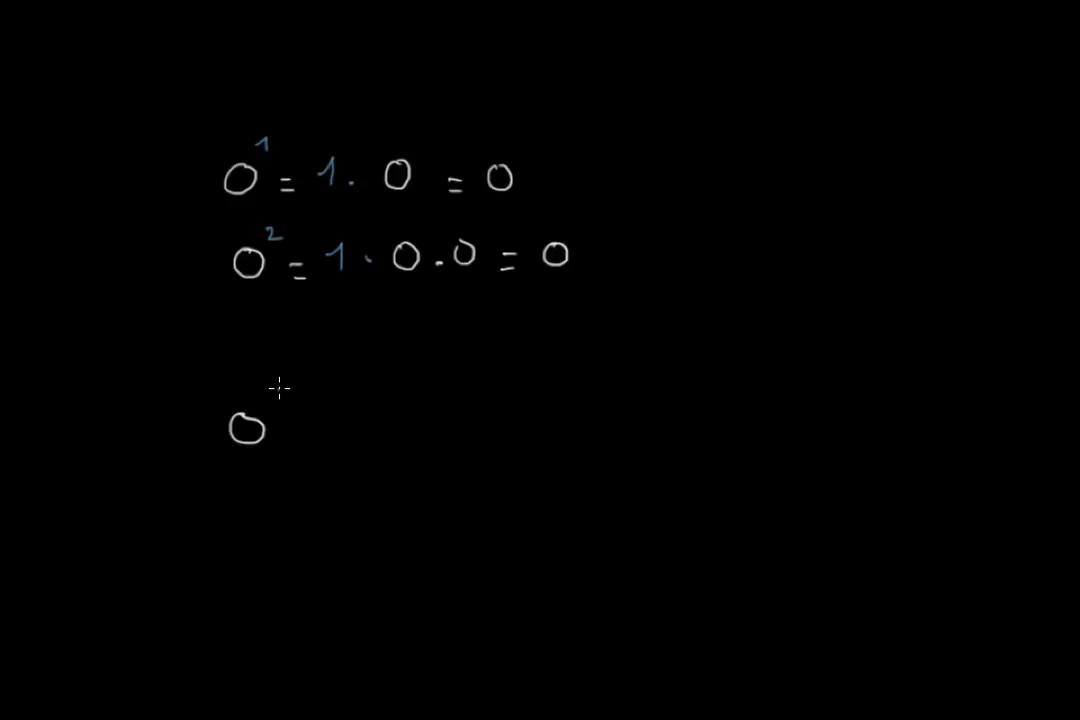 0¹ = 1 . 0 = 0
0² = 1 · 0 . 0 = 0
0